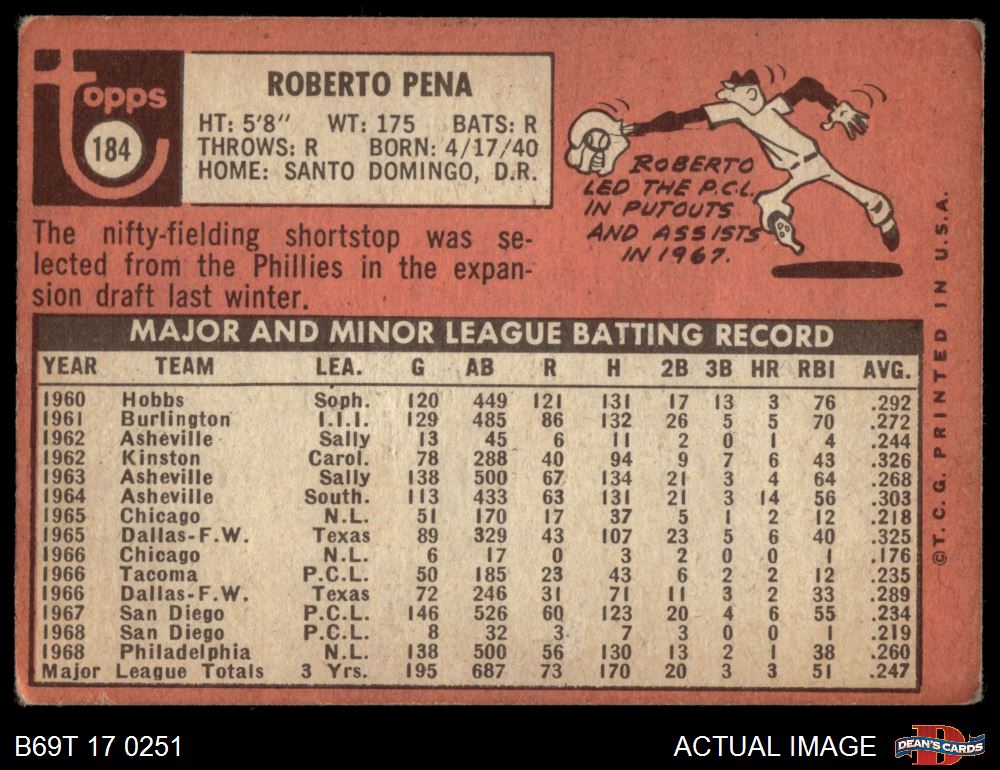 topps
184
ROBERTO PENA
HT: 5'8" WT: 175 BATS: R
THROWS: R BORN: 4/17/40
HOME: SANTO DOMINGO, D.R.
ROBERTO
LED THE P.C.L.
IN PUTOUTS
AND ASSISTS
IN 1967.
The nifty-fielding shortstop was se-
lected from the Phillies in the expan-
sion draft last winter.
MAJOR AND MINOR LEAGUE BATTING RECORD
YEAR TEAM LEA. G AB R H 2B 3B HR RBI AVG.
1960 Hobbs Soph. 120 449 121 131 17 13 3 76 .292
1961 Burlington I.I.I. 129 485 86 132 26 5 5 70 .272
1962 Asheville Sally 13 45 6 11 2 0 1 4 .244
1962 Kinston Carol. 78 288 40 94 9 7 6 43 .326
1963 Asheville Sally 138 500 67 134 21 3 4 64 .268
1964 Asheville South. 113 433 63 131 21 3 14 56 .303
1965 Chicago N.L. 51 170 17 37 5 1 2 12 .218
1965 Dallas-F.W. Texas 89 329 43 107 23 5 6 40 .325
1966 Chicago N.L. 6 17 0 3 2 0 0 1 .176
1966 Tacoma P.C.L. 50 185 23 43 6 2 2 12 .235
1966 Dallas-F.W. Texas 72 246 31 71 11 3 2 33 .289
1967 San Diego P.C.L. 146 526 60 123 20 4 6 55 .234
1968 San Diego P.C.L. 8 32 3 7 3 0 0 1 .219
1968 Philadelphia N.L. 138 500 56 130 13 2 1 38 .260
Major League Totals 3 Yrs. 195 687 73 170 20 3 3 51 .247
©T.C.G. PRINTED IN U.S.A.
B69T 17 0251
ACTUAL IMAGE
D
DEAN'S CARDS